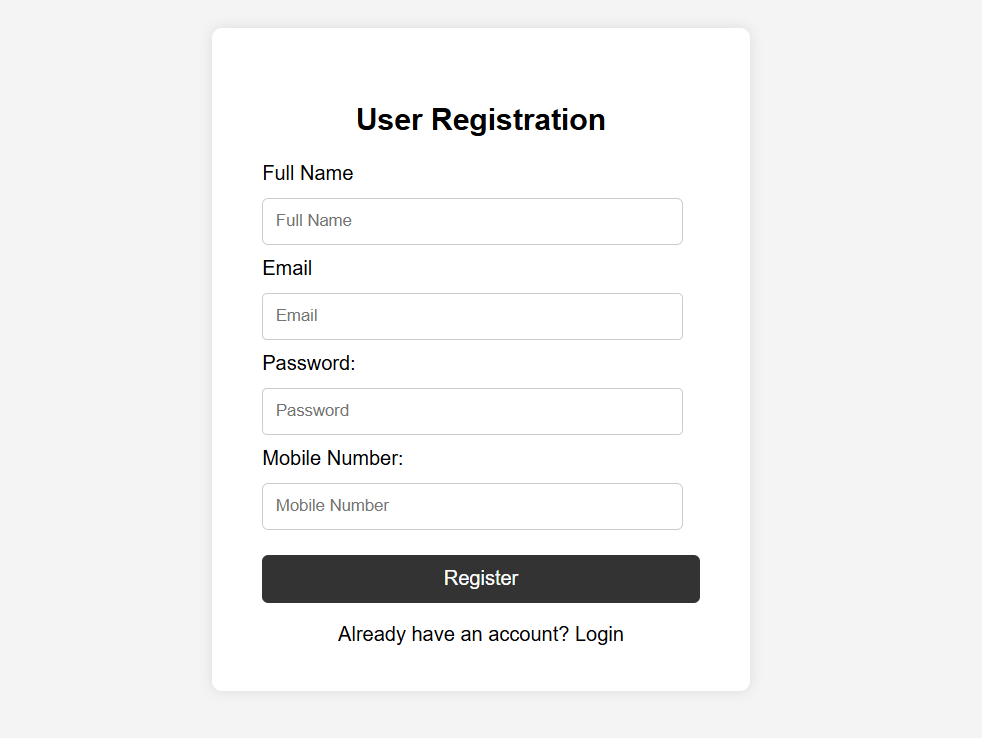 User Registration
Full Name
Full Name
Email
Email
Password:
Password
Mobile Number:
Mobile Number
Register
Already have an account? Login